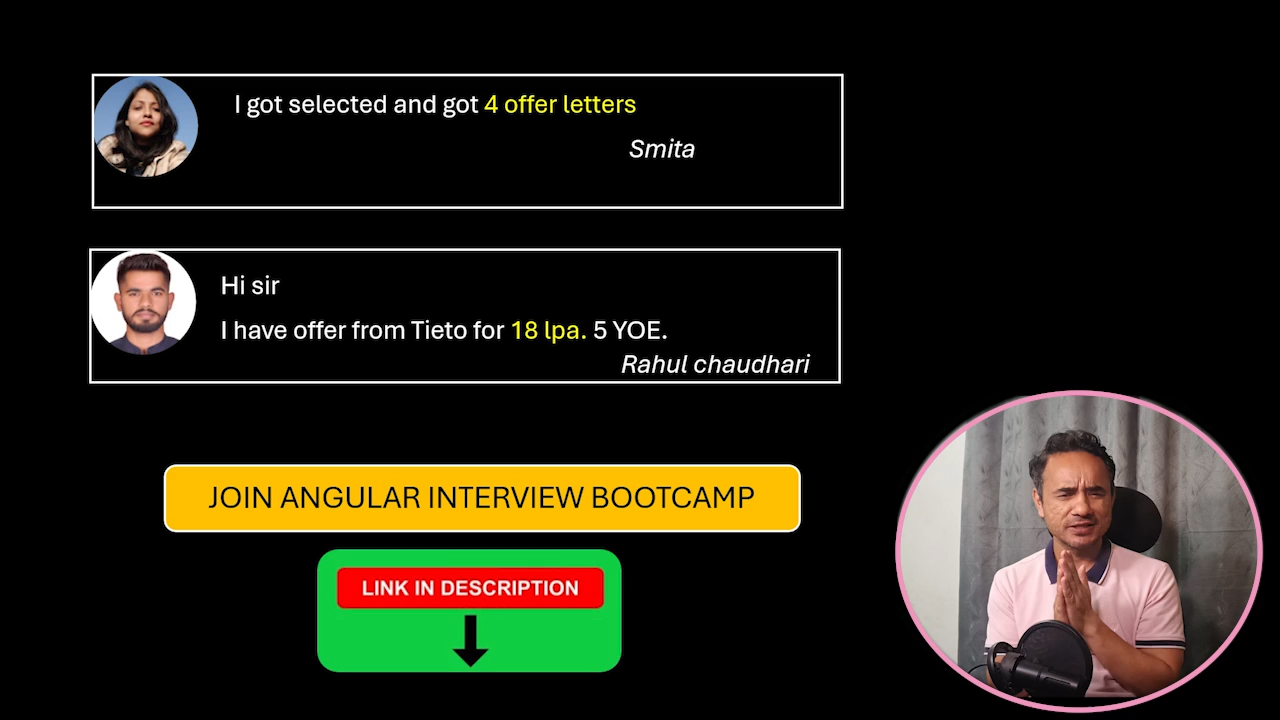 I got selected and got 4 offer letters
Smita
Hi sir
I have offer from Tieto for 18 lpa. 5 YOE.
Rahul chaudhari
JOIN ANGULAR INTERVIEW BOOTCAMP
LINK IN DESCRIPTION